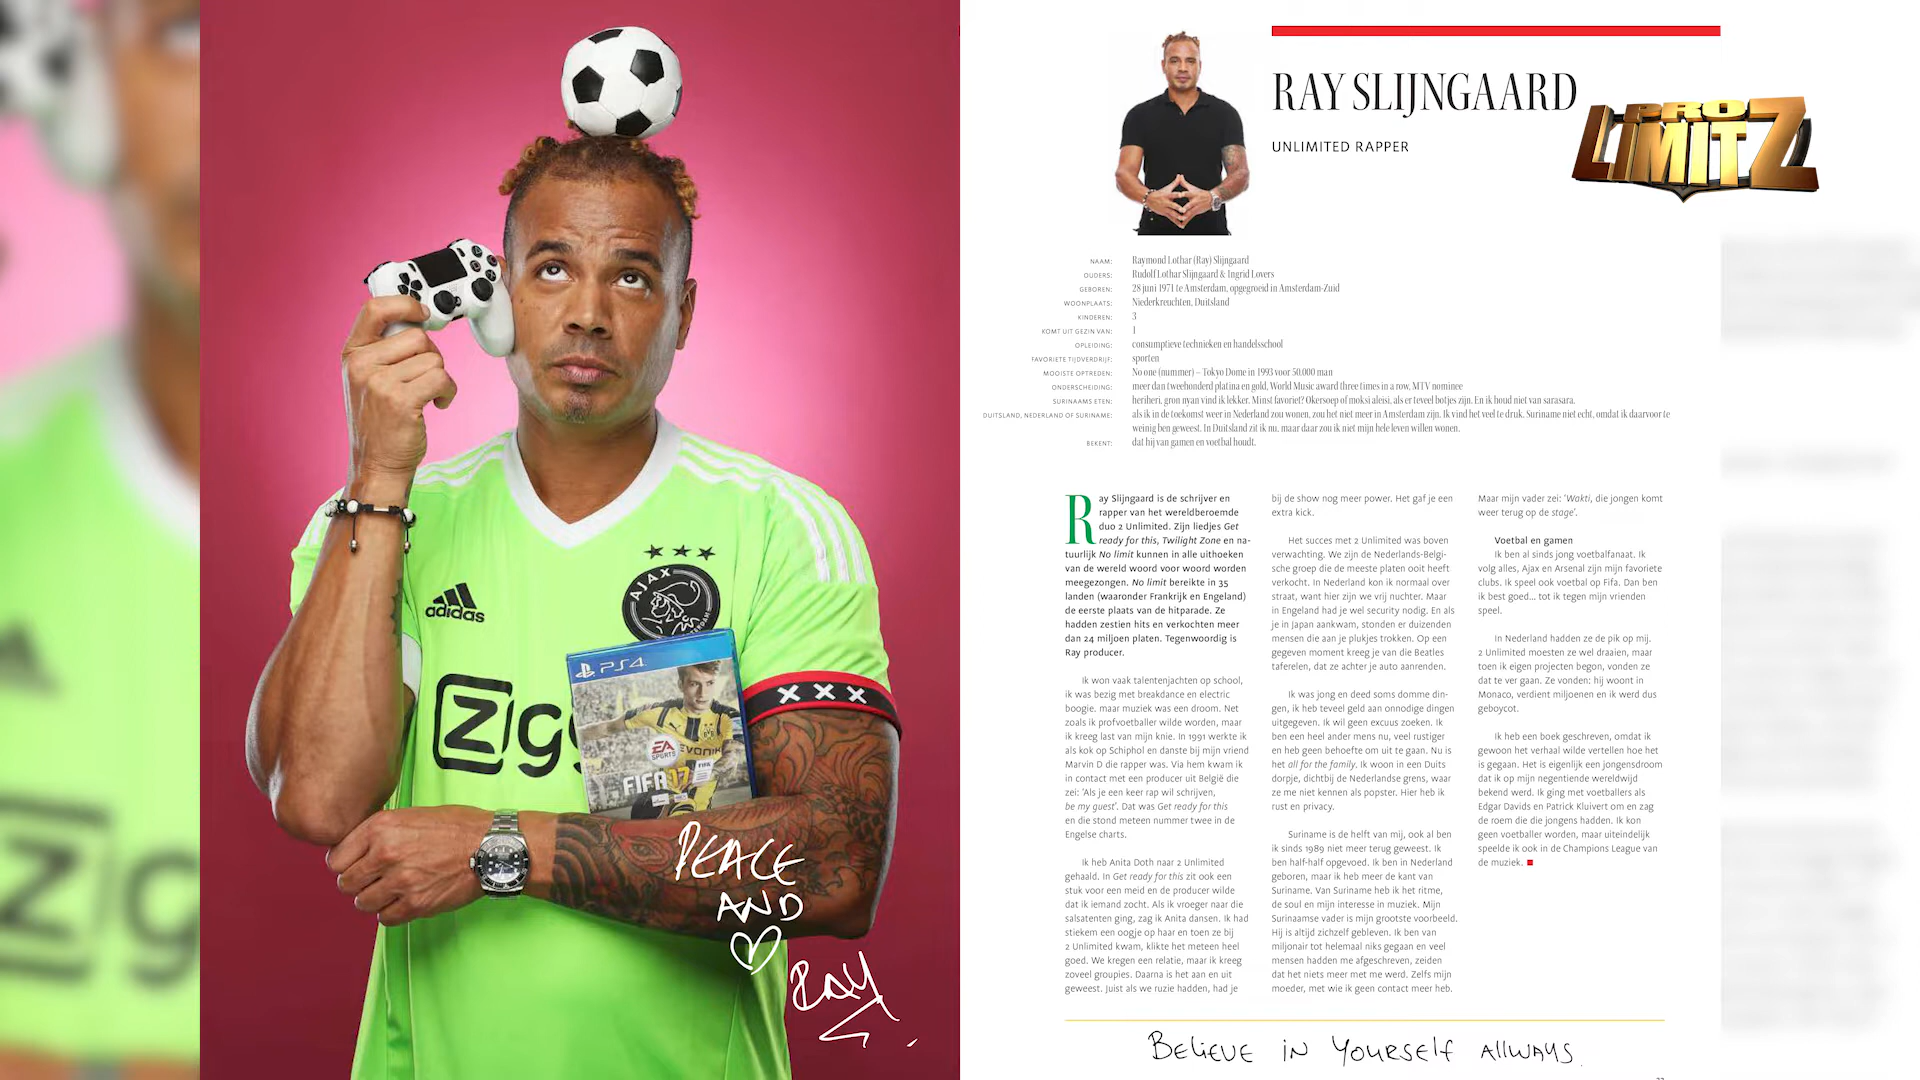 AJAX
adidas
Zigg
PS4
EVONIK
EA
SPORTS
FIFA 17
XXX
PEACE
AND
RAY
RAY SLIJNGAARD
UNLIMITED RAPPER
PRO
LIMITZ
NAAM: Raymond Lothar (Ray) Slijngaard
OUDERS: Rudolf Lothar Slijngaard & Ingrid Lovers
GEBOREN: 28 juni 1971 te Amsterdam, opgegroeid in Amsterdam-Zuid
WOONPLAATS: Niederkreuchten, Duitsland
KINDEREN: 3
KOMT UIT GEZIN VAN: 1
OPLEIDING: consumptieve technieken en handelsschool
FAVORIETE TIJDVERDRIJF: sporten
MOOISTE OPTREDEN: No one (nummer) – Tokyo Dome in 1993 voor 50.000 man
ONDERSCHEIDING: meer dan tweehonderd platina en gold, World Music award three times in a row, MTV nominee
SURINAAMS ETEN: heriheri, gron nyan vind ik lekker. Minst favoriet? Okersoep of moksi aleisi, als er teveel botjes zijn. En ik houd niet van sarasara.
DUITSLAND, NEDERLAND OF SURINAME: als ik in de toekomst weer in Nederland zou wonen, zou het niet meer in Amsterdam zijn. Ik vind het veel te druk. Suriname niet echt, omdat ik daarvoor te
weinig ben geweest. In Duitsland zit ik nu, maar daar zou ik niet mijn hele leven willen wonen.
BEKENT: dat hij van gamen en voetbal houdt.
Ray Slijngaard is de schrijver en
rapper van het wereldberoemde
duo 2 Unlimited. Zijn liedjes Get
ready for this, Twilight Zone en na-
tuurlijk No limit kunnen in alle uithoeken
van de wereld woord voor woord worden
meegezongen. No limit bereikte in 35
landen (waaronder Frankrijk en Engeland)
de eerste plaats van de hitparade. Ze
hadden zestien hits en verkochten meer
dan 24 miljoen platen. Tegenwoordig is
Ray producer.
Ik won vaak talentenjachten op school,
ik was bezig met breakdance en electric
boogie. maar muziek was een droom. Net
zoals ik profvoetballer wilde worden, maar
ik kreeg last van mijn knie. In 1991 werkte ik
als kok op Schiphol en danste bij mijn vriend
Marvin D die rapper was. Via hem kwam ik
in contact met een producer uit België die
zei: 'Als je een keer rap wil schrijven,
be my guest'. Dat was Get ready for this
en die stond meteen nummer twee in de
Engelse charts.
Ik heb Anita Doth naar 2 Unlimited
gehaald. In Get ready for this zit ook een
stuk voor een meid en de producer wilde
dat ik iemand zocht. Als ik vroeger naar die
salsatenten ging, zag ik Anita dansen. Ik had
stiekem een oogje op haar en toen ze bij
2 Unlimited kwam, klikte het meteen heel
goed. We kregen een relatie, maar ik kreeg
zoveel groupies. Daarna is het aan en uit
geweest. Juist als we ruzie hadden, had je
bij de show nog meer power. Het gaf je een
extra kick.
Het succes met 2 Unlimited was boven
verwachting. We zijn de Nederlands-Belgi-
sche groep die de meeste platen ooit heeft
verkocht. In Nederland kon ik normaal over
straat, want hier zijn we vrij nuchter. Maar
in Engeland had je wel security nodig. En als
je in Japan aankwam, stonden er duizenden
mensen die aan je plukjes trokken. Op een
gegeven moment kreeg je van die Beatles
taferelen, dat ze achter je auto aanrenden.
Ik was jong en deed soms domme din-
gen, ik heb teveel geld aan onnodige dingen
uitgegeven. Ik wil geen excuus zoeken. Ik
ben een heel ander mens nu, veel rustiger
en heb geen behoefte om uit te gaan. Nu is
het all for the family. Ik woon in een Duits
dorpje, dichtbij de Nederlandse grens, waar
ze me niet kennen als popster. Hier heb ik
rust en privacy.
Suriname is de helft van mij, ook al ben
ik sinds 1989 niet meer terug geweest. Ik
ben half-half opgevoed. Ik ben in Nederland
geboren, maar ik heb meer de kant van
Suriname. Van Suriname heb ik het ritme,
de soul en mijn interesse in muziek. Mijn
Surinaamse vader is mijn grootste voorbeeld.
Hij is altijd zichzelf gebleven. Ik ben van
miljonair tot helemaal niks gegaan en veel
mensen hadden me afgeschreven, zeiden
dat het niets meer met me werd. Zelfs mijn
moeder, met wie ik geen contact meer heb.
Maar mijn vader zei: 'Wakti, die jongen komt
weer terug op de stage'.
Voetbal en gamen
Ik ben al sinds jong voetbalfanaat. Ik
volg alles, Ajax en Arsenal zijn mijn favoriete
clubs. Ik speel ook voetbal op Fifa. Dan ben
ik best goed... tot ik tegen mijn vrienden
speel.
In Nederland hadden ze de pik op mij.
2 Unlimited moesten ze wel draaien, maar
toen ik eigen projecten begon, vonden ze
dat te ver gaan. Ze vonden: hij woont in
Monaco, verdient miljoenen en ik werd dus
geboycot.
Ik heb een boek geschreven, omdat ik
gewoon het verhaal wilde vertellen hoe het
is gegaan. Het is eigenlijk een jongensdroom
dat ik op mijn negentiende wereldwijd
bekend werd. Ik ging met voetballers als
Edgar Davids en Patrick Kluivert om en zag
de roem die die jongens hadden. Ik kon
geen voetballer worden, maar uiteindelijk
speelde ik ook in de Champions League van
de muziek.
BELIEVE IN YOURSELF ALLWAYS